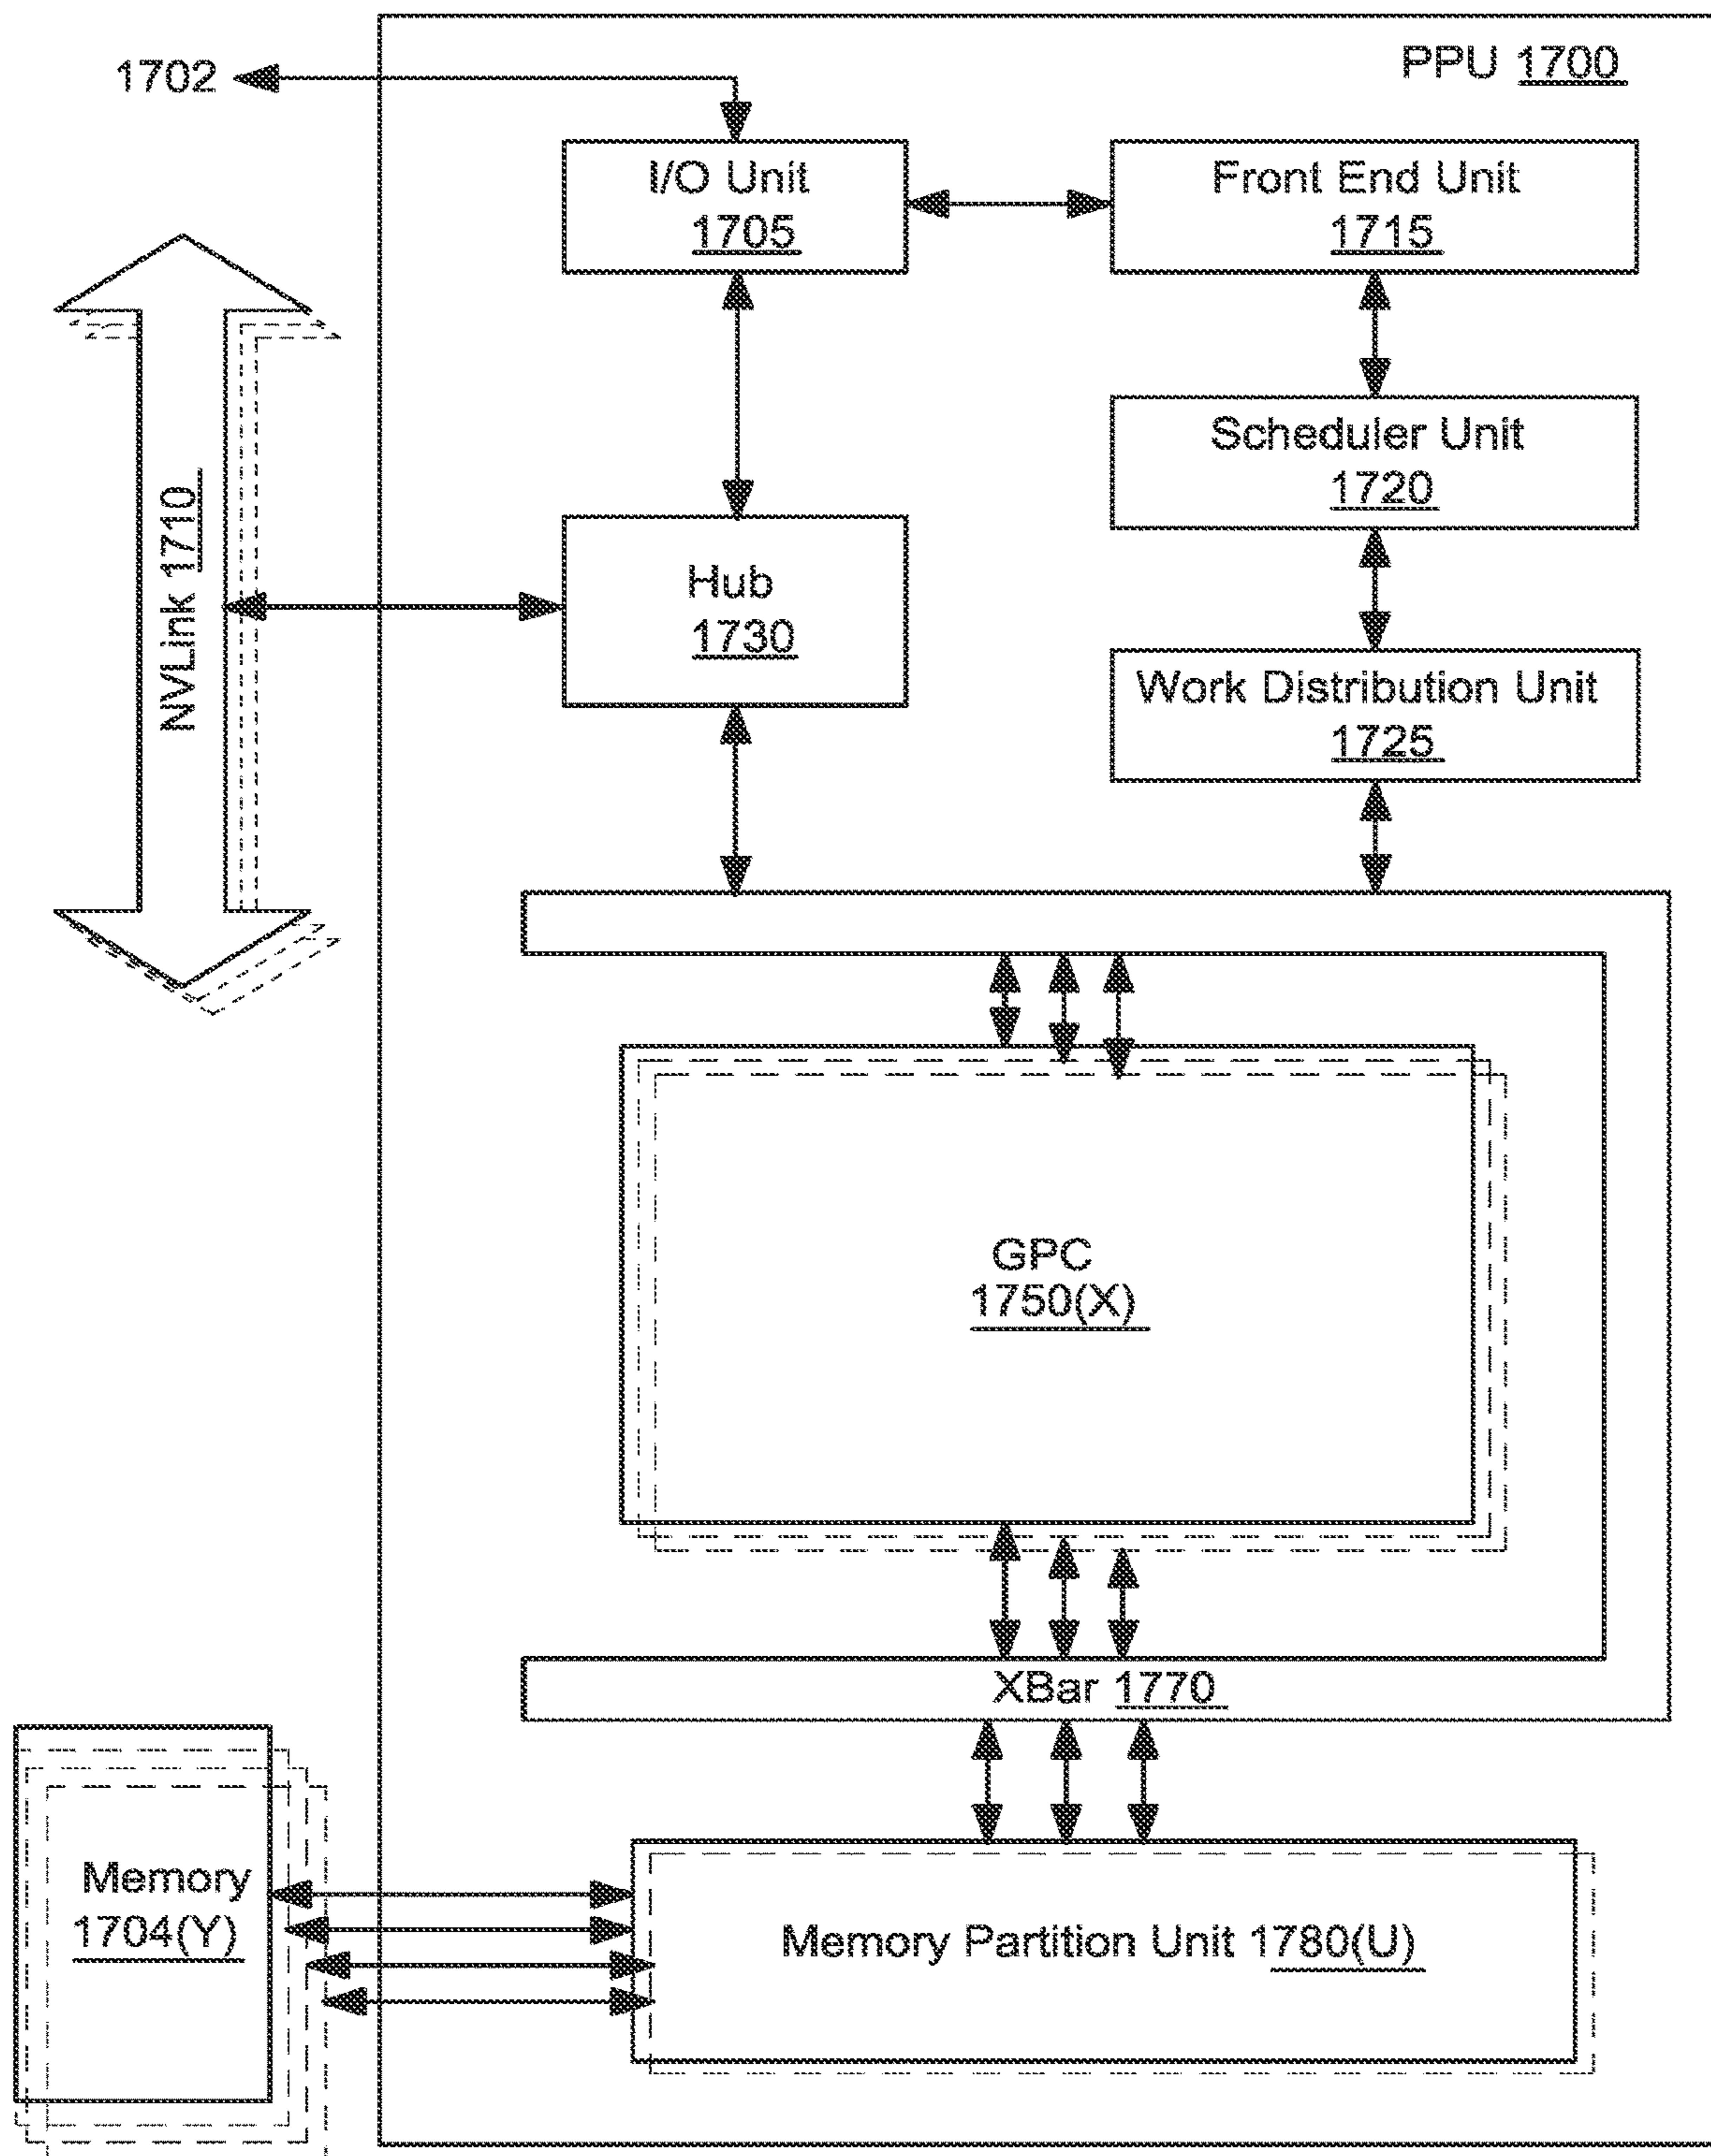 1702
PPU 1700
I/O Unit
1705
Front End Unit
1715
Scheduler Unit
1720
NVLink 1710
Hub
1730
Work Distribution Unit
1725
GPC
1750(X)
XBar 1770
Memory
1704(Y)
Memory Partition Unit 1780(U)